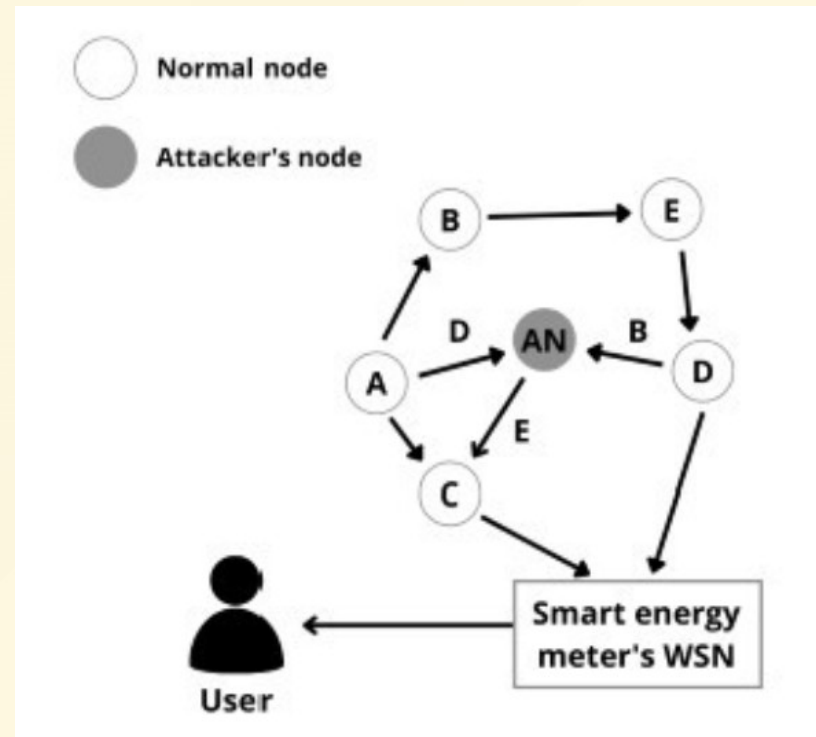 Normal node
Attacker's node
B
E
D
AN
B
A
D
E
C
Smart energy
meter's WSN
User